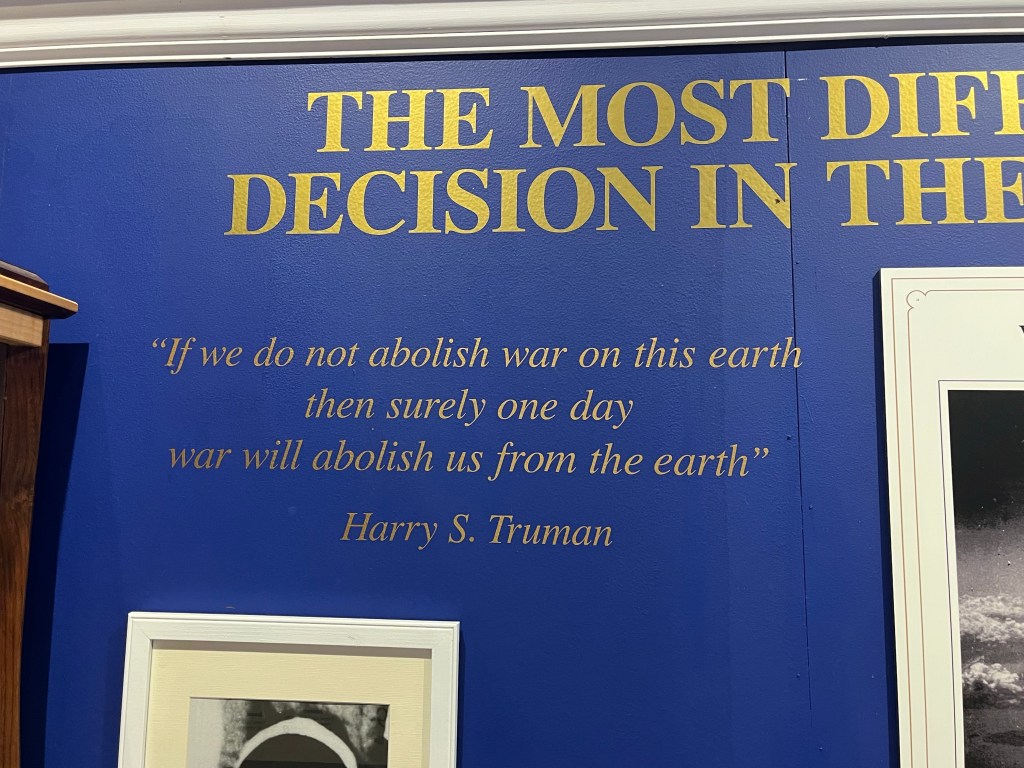 THE MOST
DECISION IN THE
“If we do not abolish war on this earth
then surely one day
war will abolish us from the earth”
Harry S. Truman